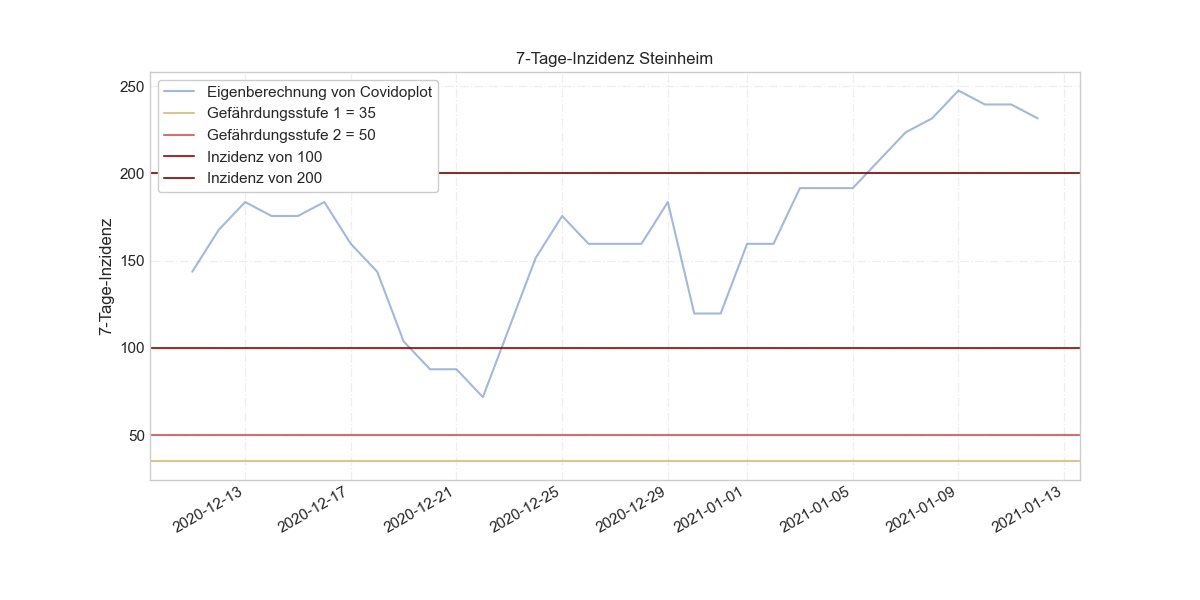 7-Tage-Inzidenz Steinheim
Eigenberechnung von Covidoplot
Gefährdungsstufe 1 = 35
Gefährdungsstufe 2 = 50
Inzidenz von 100
Inzidenz von 200
7-Tage-Inzidenz
250
200
150
100
50
2020-12-13
2020-12-17
2020-12-21
2020-12-25
2020-12-29
2021-01-01
2021-01-05
2021-01-09
2021-01-13